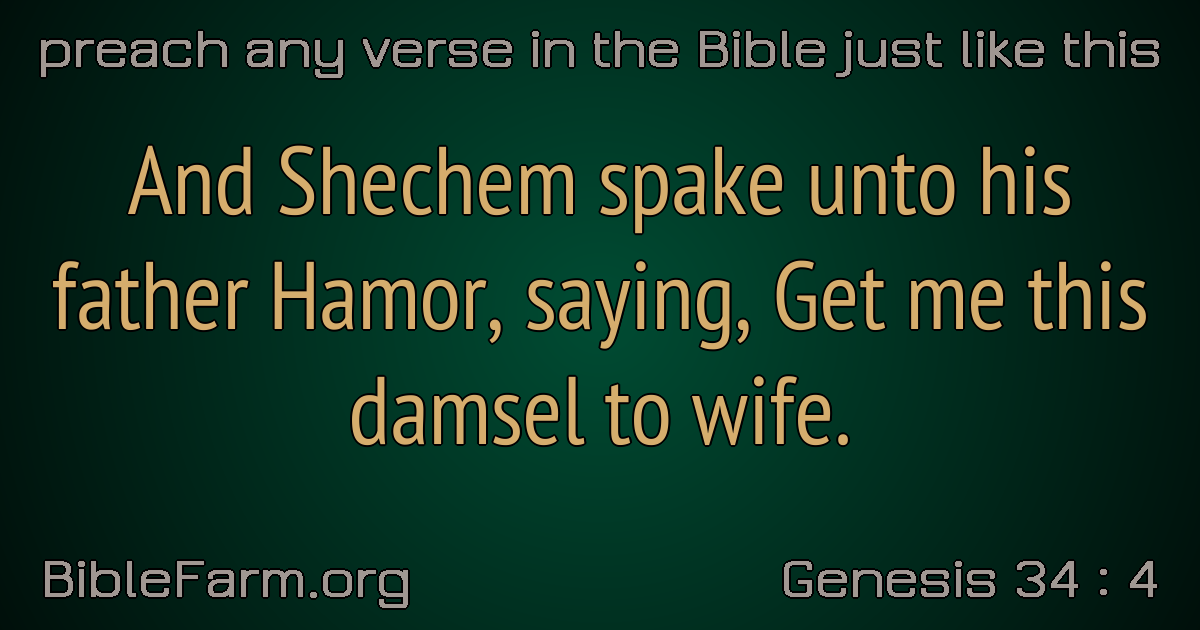 preach any verse in the Bible just like this
And Shechem spake unto his
father Hamor, saying, Get me this
damsel to wife.
BibleFarm.org
Genesis 34 : 4